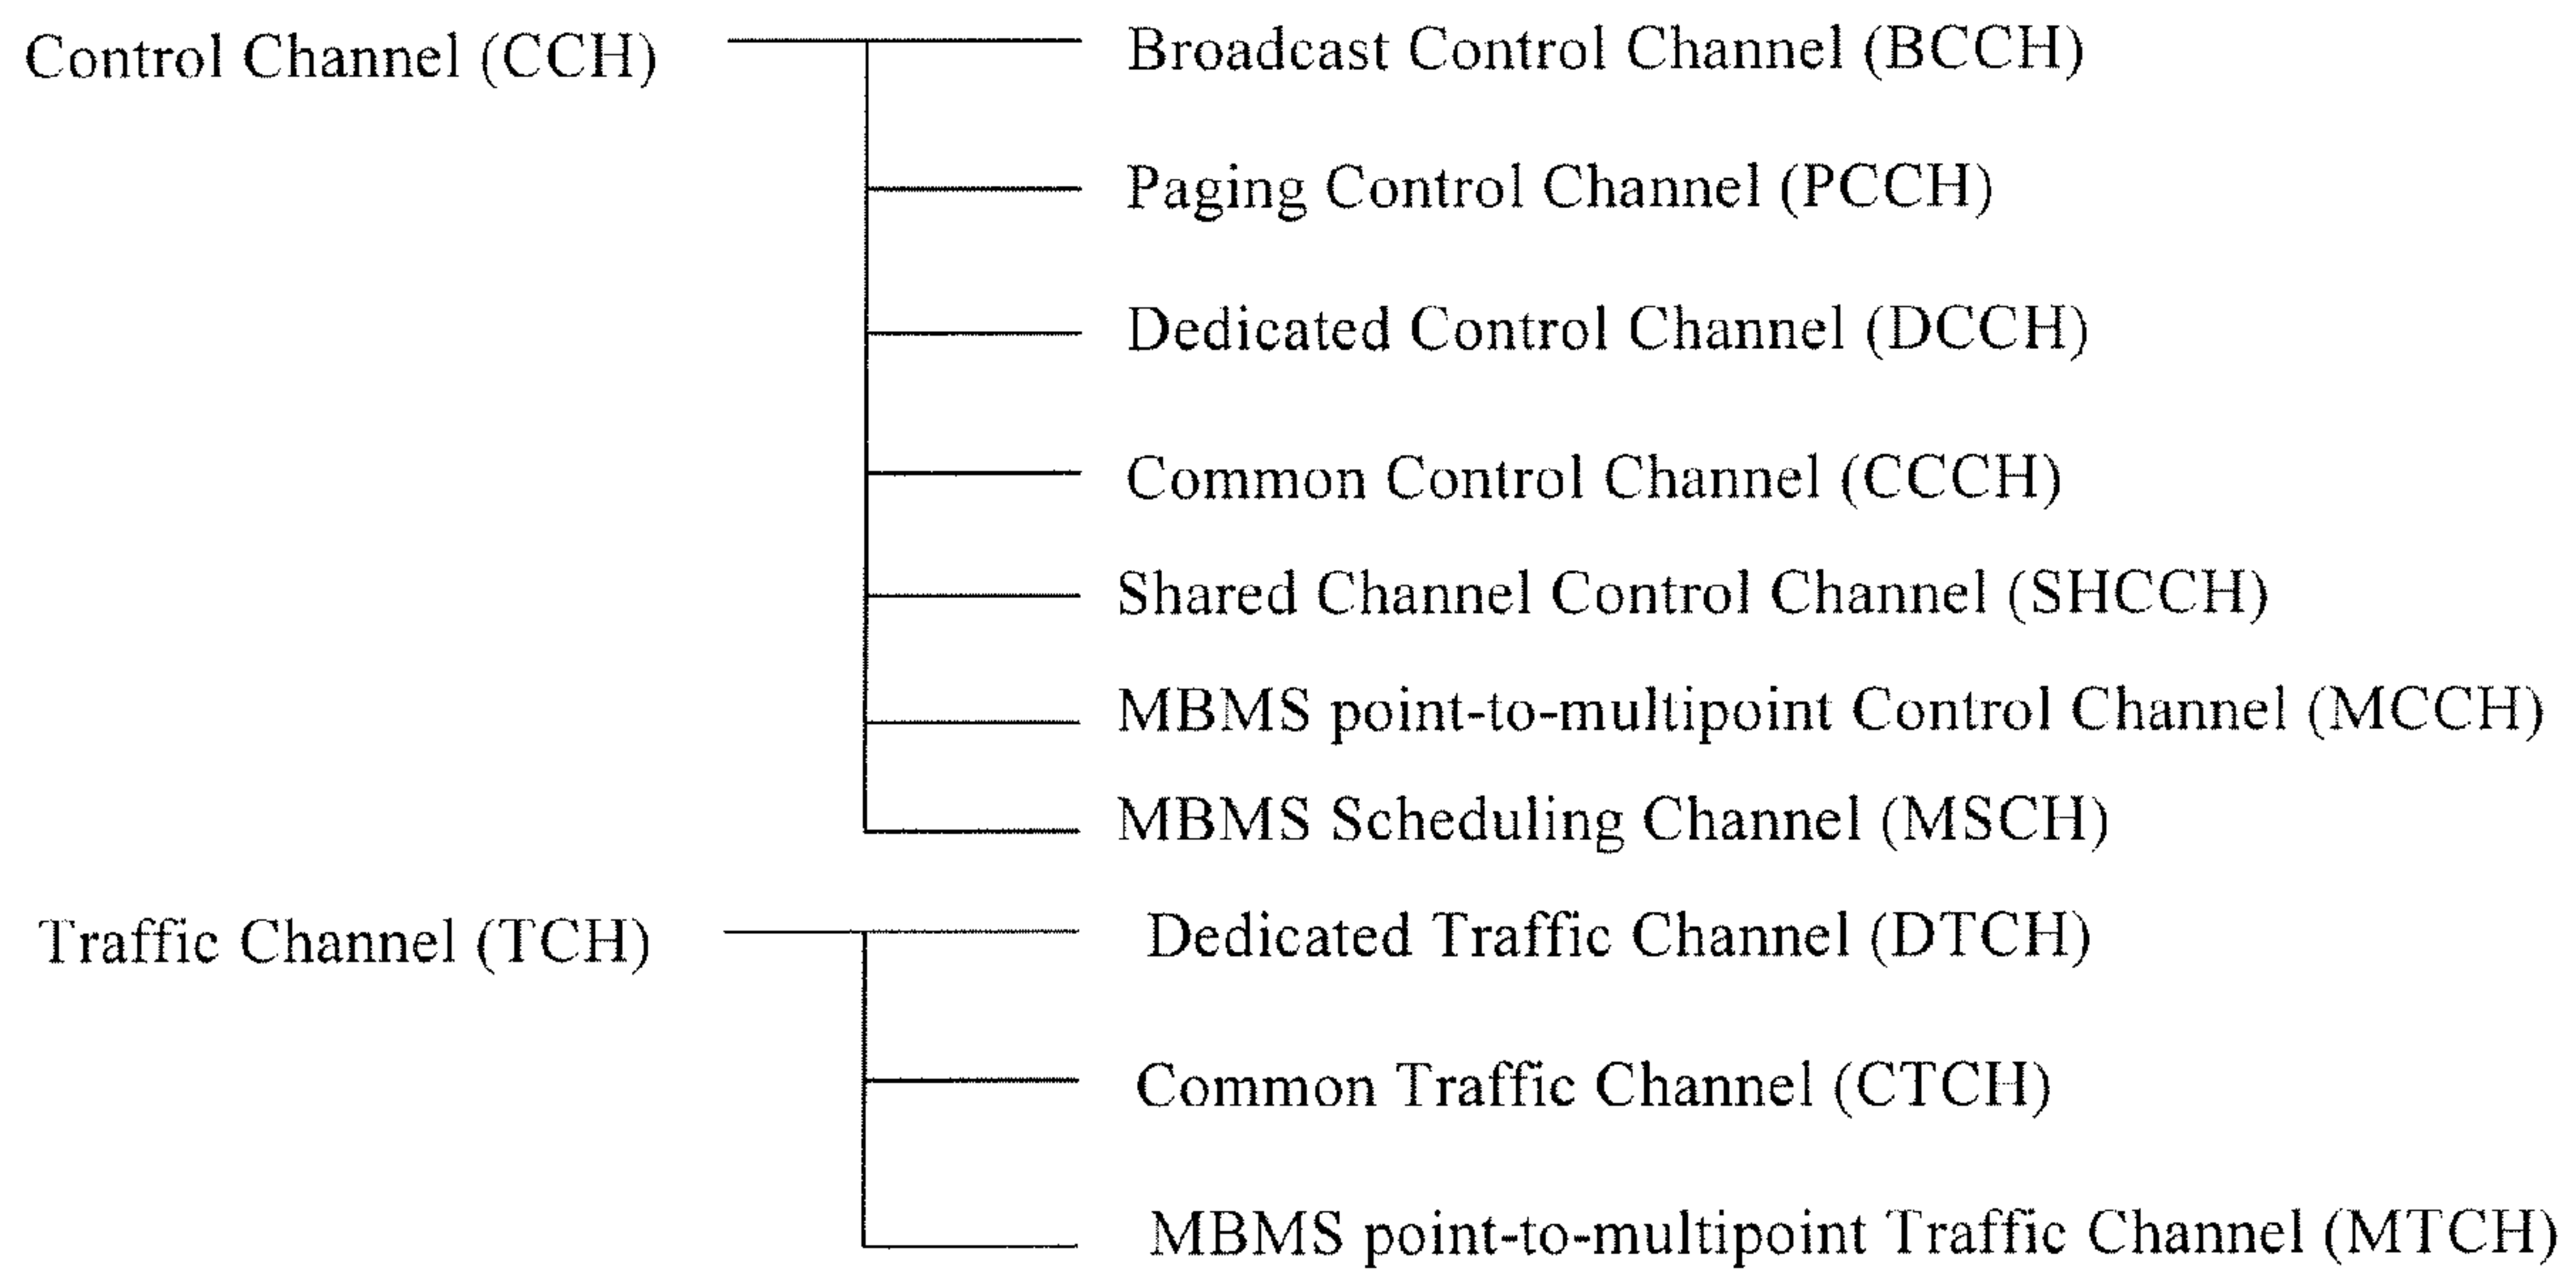 Control Channel (CCH)
Broadcast Control Channel (BCCH)
Paging Control Channel (PCCH)
Dedicated Control Channel (DCCH)
Common Control Channel (CCCH)
Shared Channel Control Channel (SHCCH)
MBMS point-to-multipoint Control Channel (MCCH)
MBMS Scheduling Channel (MSCH)
Traffic Channel (TCH)
Dedicated Traffic Channel (DTCH)
Common Traffic Channel (CTCH)
MBMS point-to-multipoint Traffic Channel (MTCH)